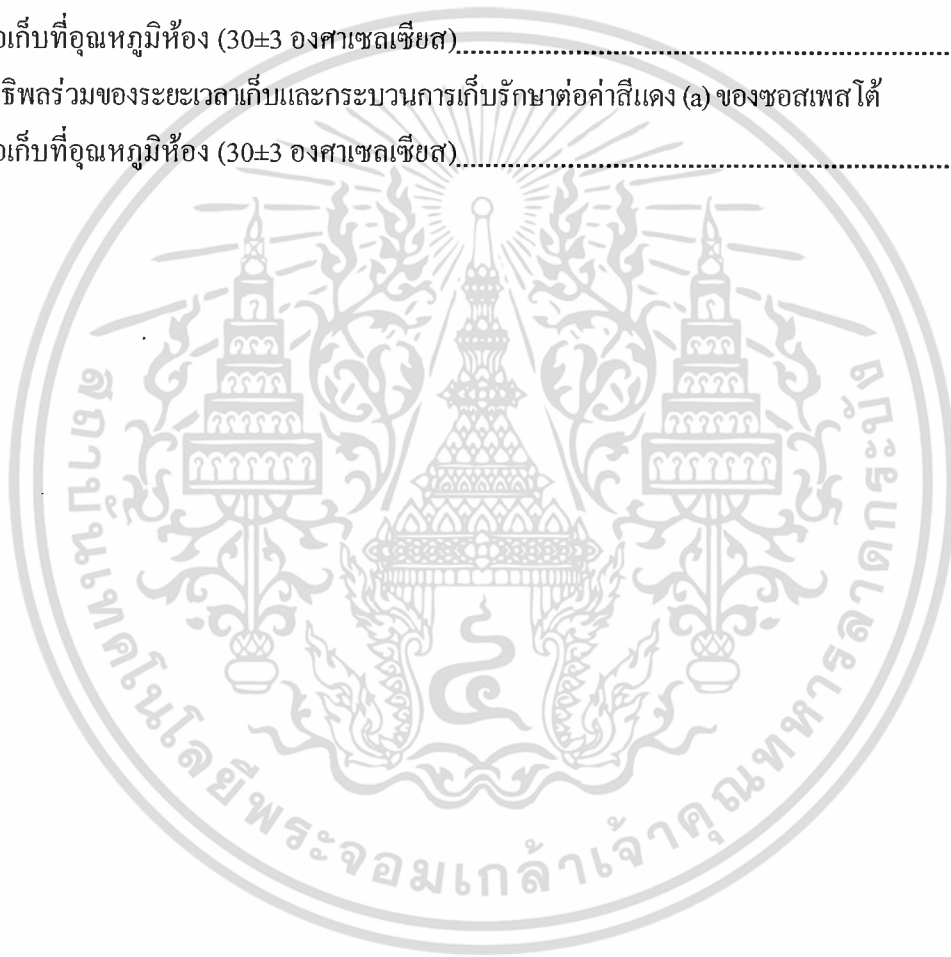 อเก็บที่อุณหภูมิห้อง (30±3 องศาเซลเซียส)
ธิพลร่วมของระยะเวลาเก็บและกระบวนการเก็บรักษาต่อค่าสีแดง (a) ของซอสเพสโต้
อเก็บที่อุณหภูมิห้อง (30±3 องศาเซลเซียส)
สถาบันเทคโนโลยีพระจอมเกล้าเจ้าคุณทหารลาดกระบัง
๔